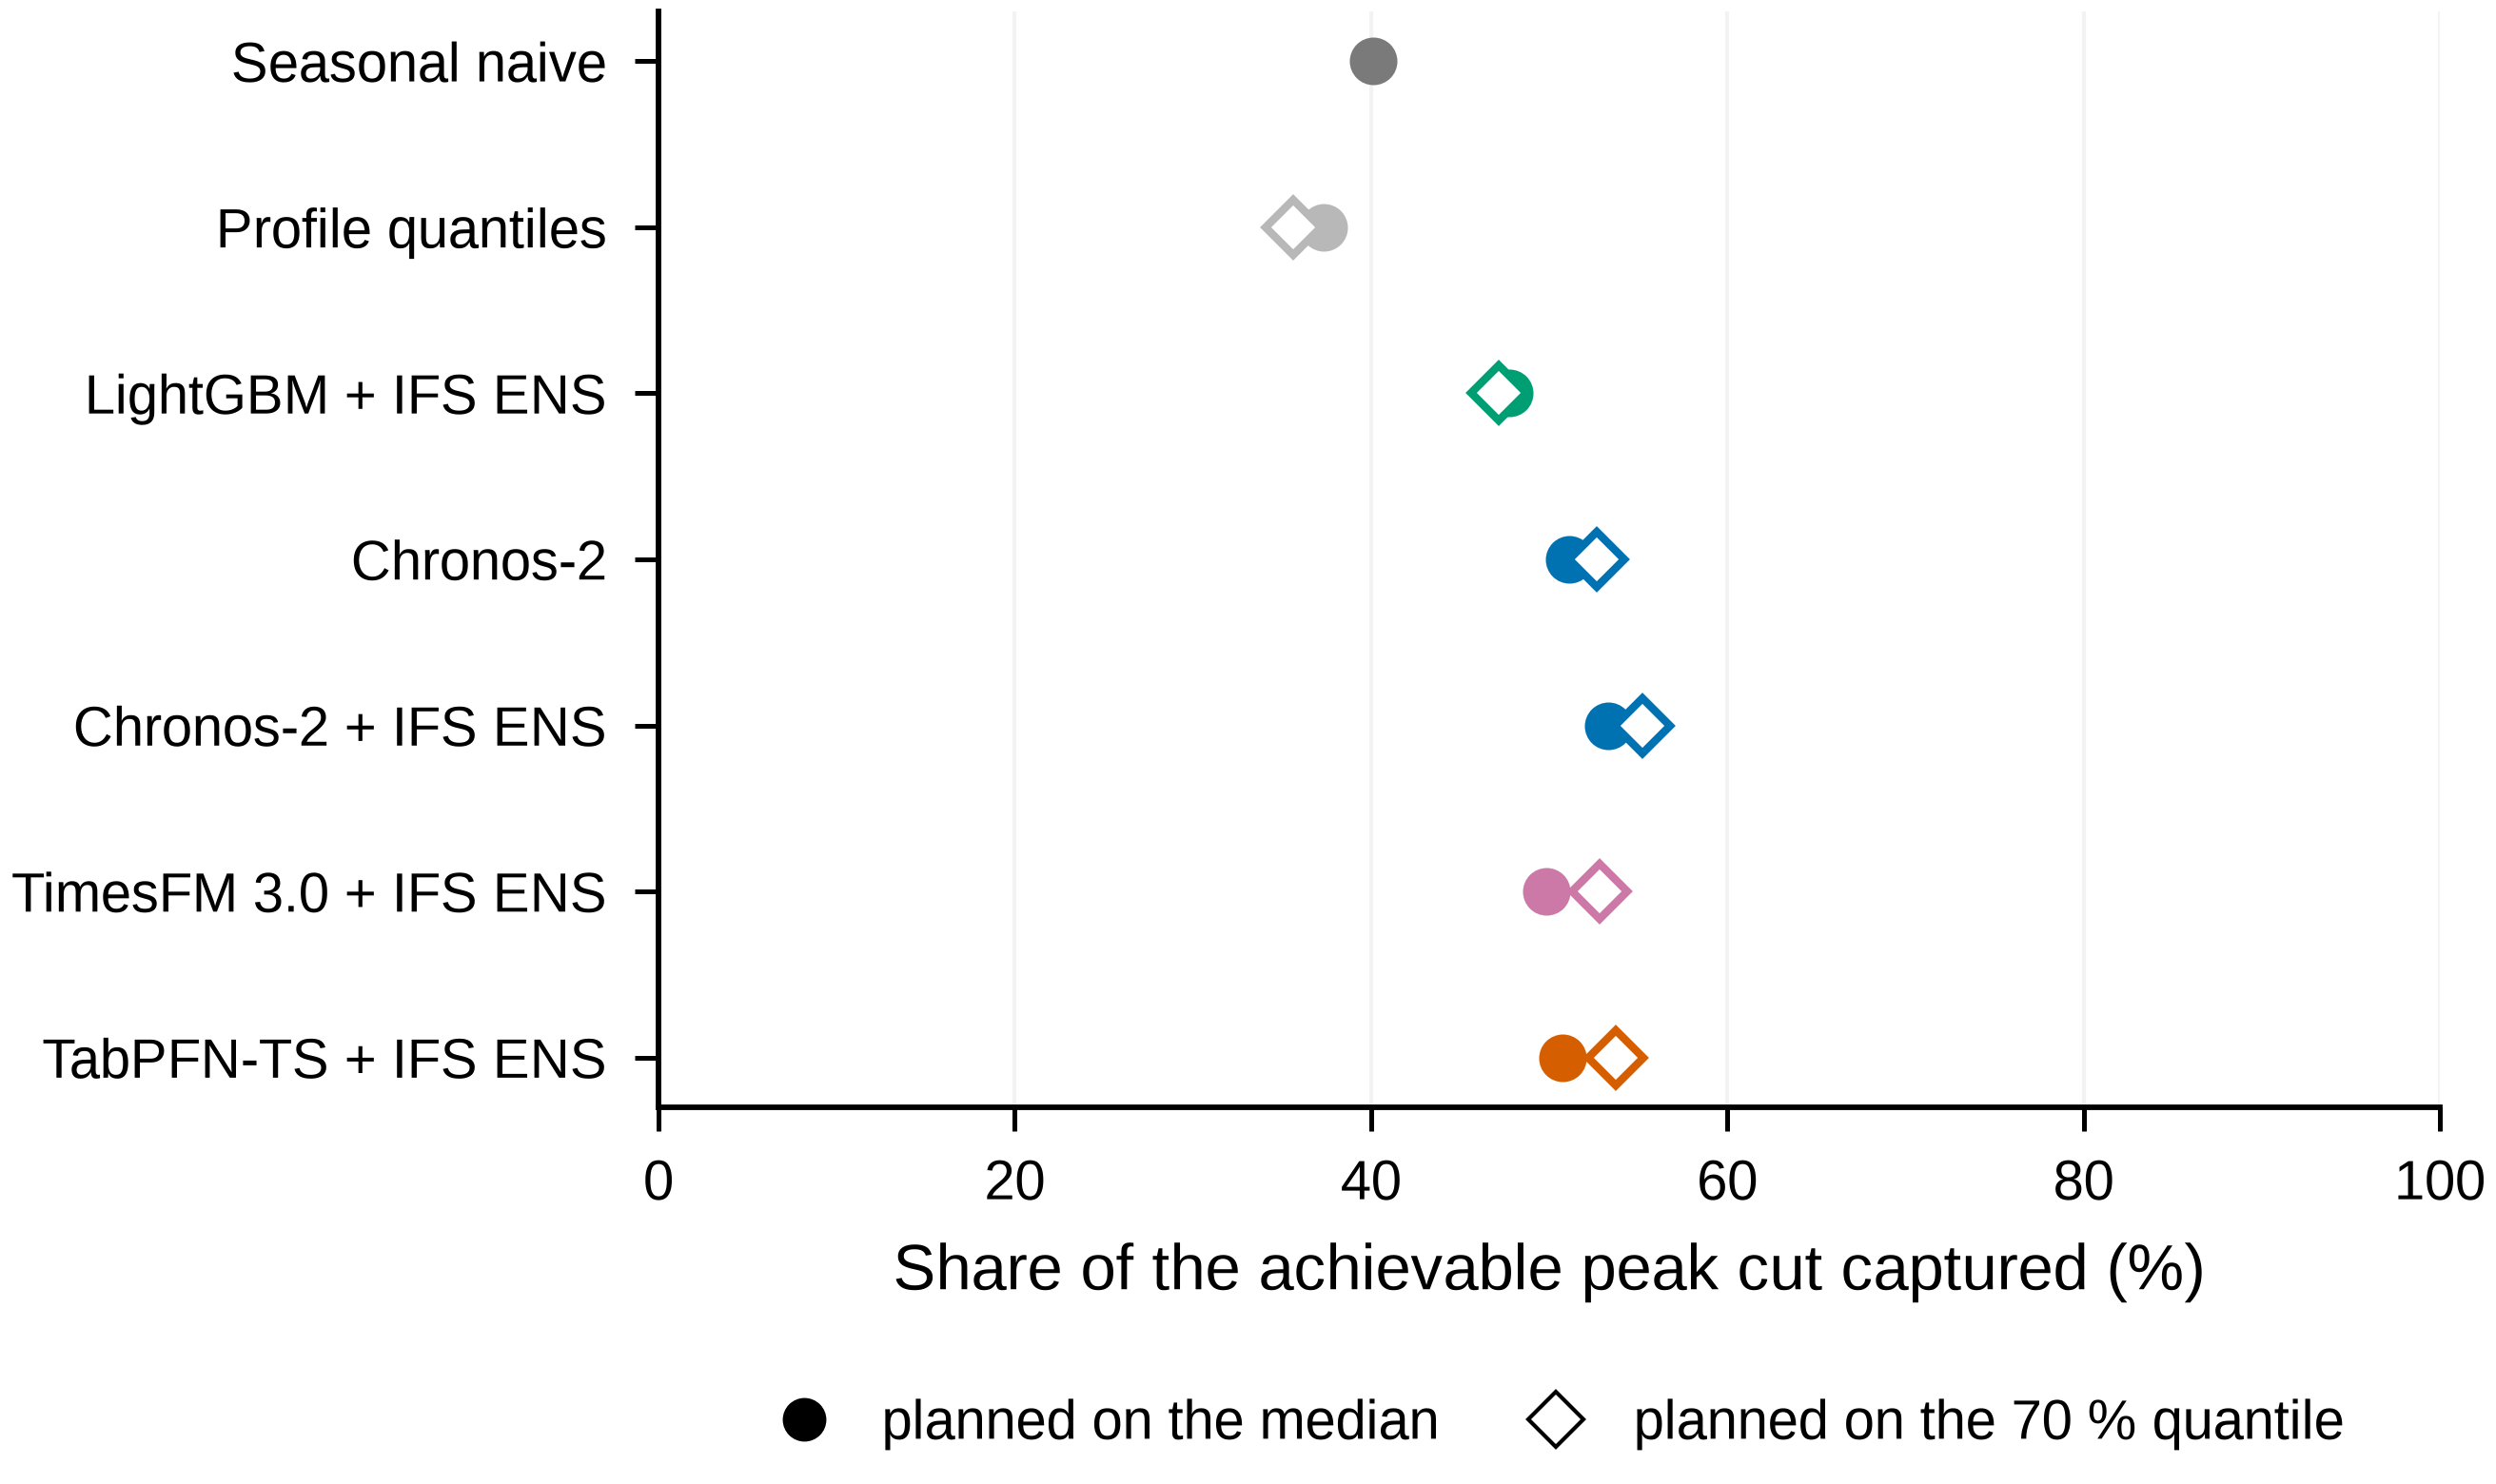 Seasonal naive
Profile quantiles
LightGBM + IFS ENS
Chronos-2
Chronos-2 + IFS ENS
TimesFM 3.0 + IFS ENS
TabPFN-TS + IFS ENS
0 20 40 60 80 100
Share of the achievable peak cut captured (%)
planned on the median planned on the 70 % quantile